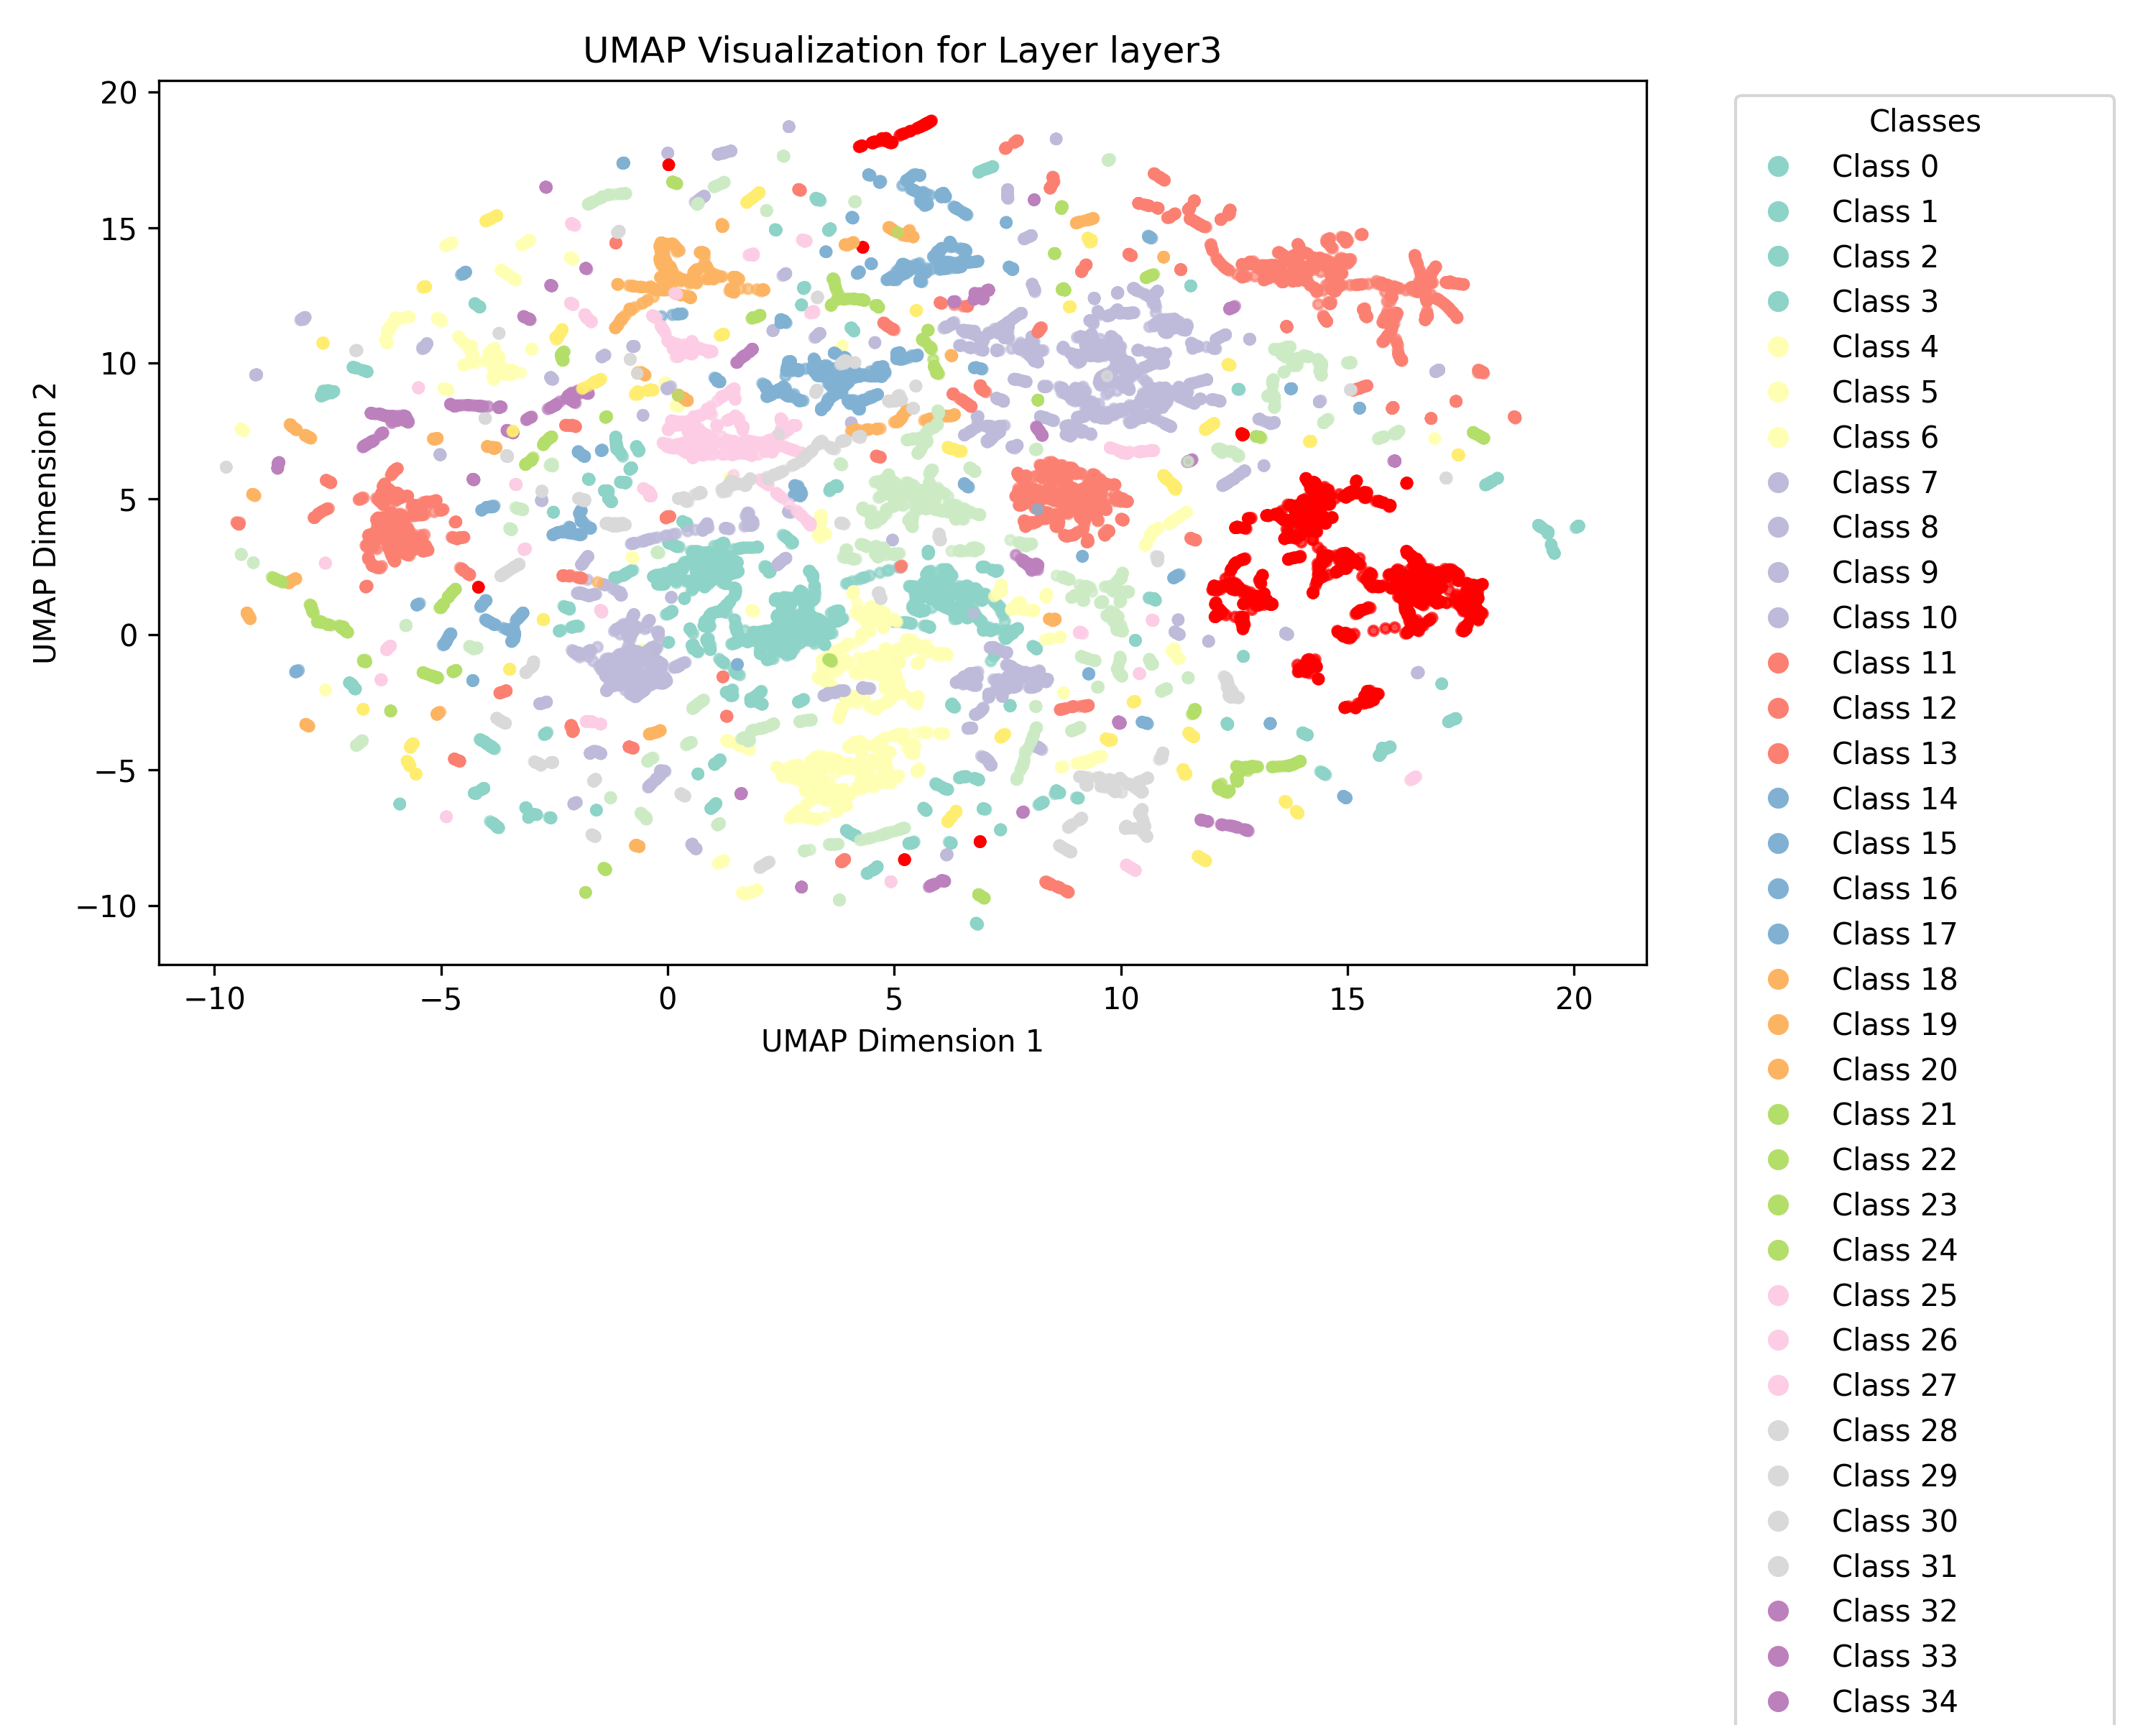 UMAP Visualization for Layer layer3
20
15
10
5
0
−5
−10
UMAP Dimension 2
−10 −5 0 5 10 15 20
UMAP Dimension 1
Classes
Class 0
Class 1
Class 2
Class 3
Class 4
Class 5
Class 6
Class 7
Class 8
Class 9
Class 10
Class 11
Class 12
Class 13
Class 14
Class 15
Class 16
Class 17
Class 18
Class 19
Class 20
Class 21
Class 22
Class 23
Class 24
Class 25
Class 26
Class 27
Class 28
Class 29
Class 30
Class 31
Class 32
Class 33
Class 34